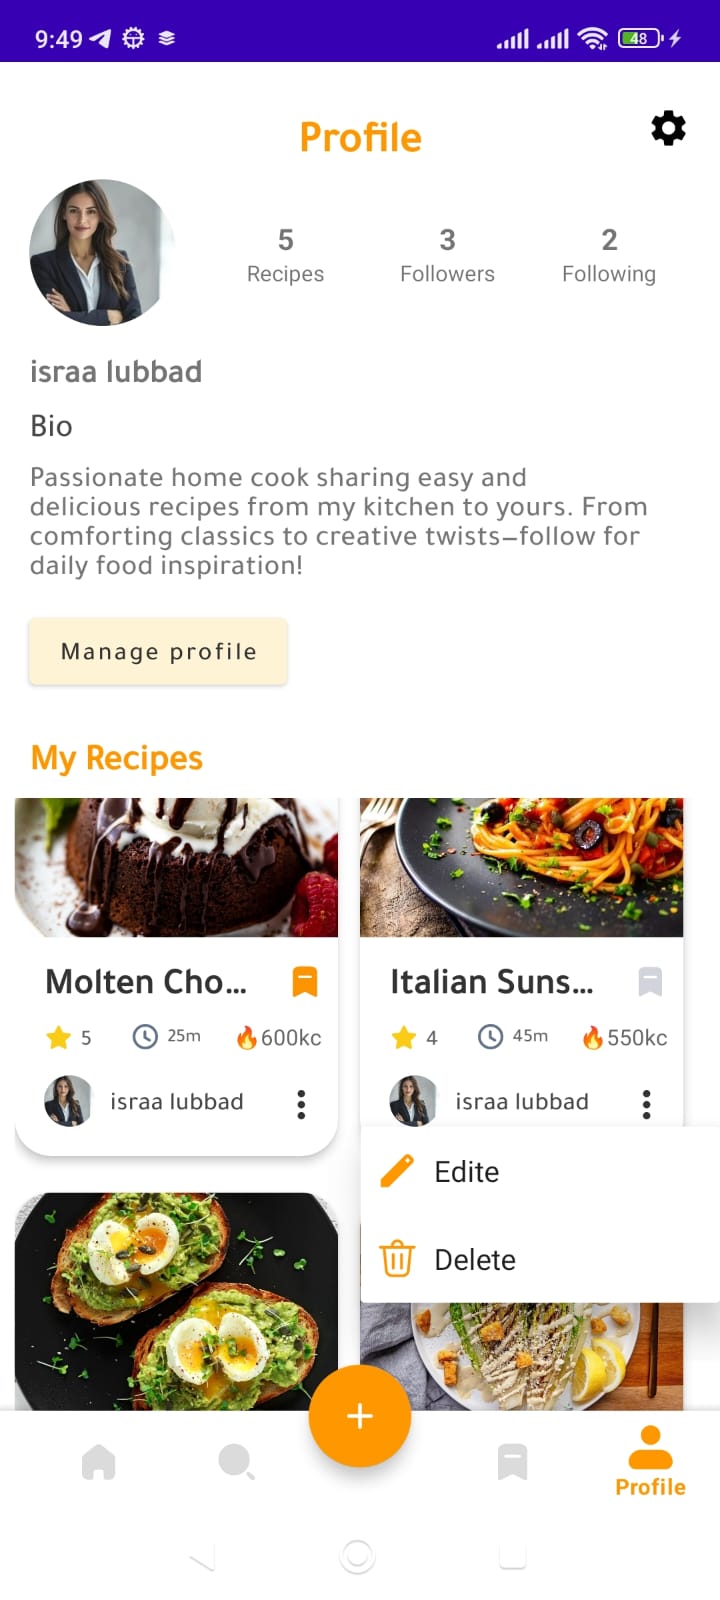 9:49
48
Profile
5
3
2
Recipes
Followers
Following
israa lubbad
Bio
Passionate home cook sharing easy and
delicious recipes from my kitchen to yours. From
comforting classics to creative twists—follow for
daily food inspiration!
Manage profile
My Recipes
Molten Cho...
5
25m
600kc
israa lubbad
Italian Suns...
4
45m
550kc
israa lubbad
Edite
Delete
Profile